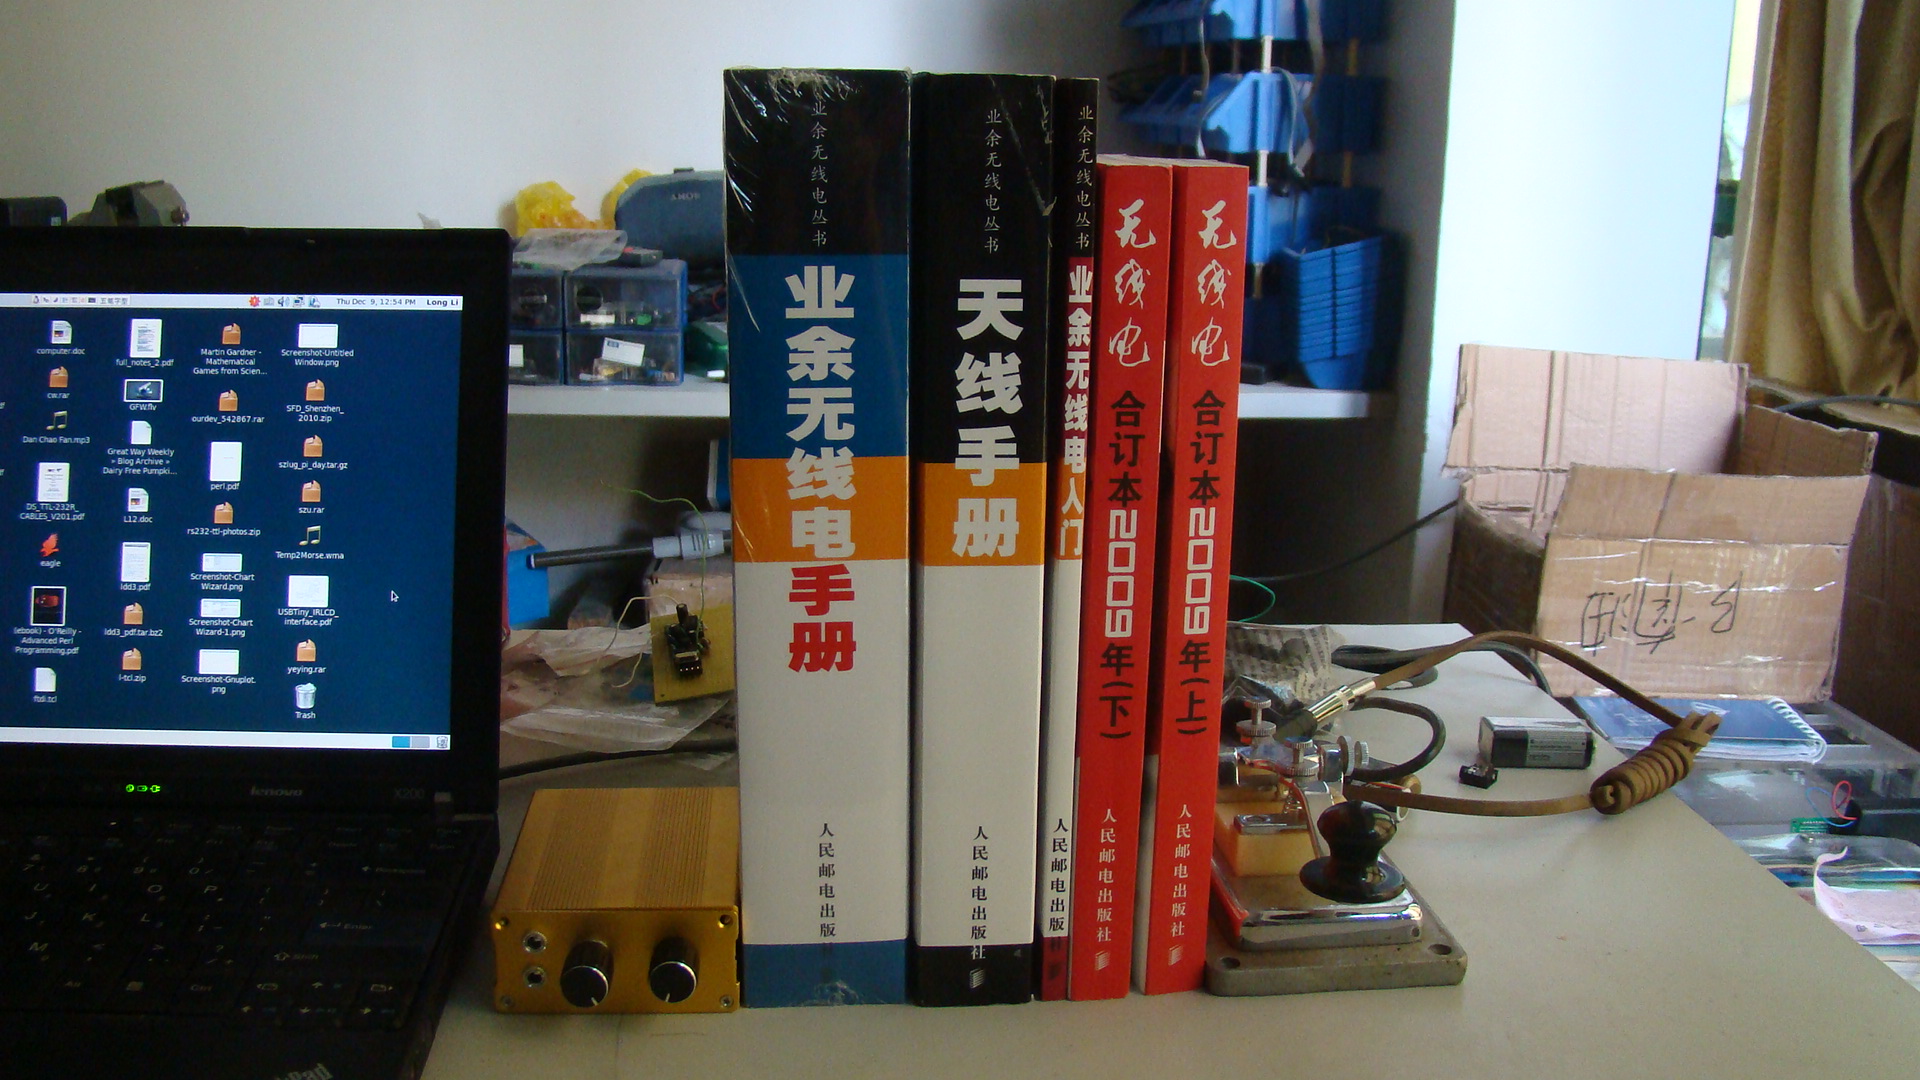 Thu Dec 9, 12:54 PM
Long Li
computer.doc
full_notes_2.pdf
Martin Gardner -
Mathematical
Games from Scien...
Screenshot-Untitled
Window.png
cw.rar
GFW.flv
ourdev_542867.rar
SFD_Shenzhen_
2010.zip
Dan Chao Fan.mp3
Great Way Weekly
» Blog Archive »
Dairy Free Pumpki...
perl.pdf
szlug_pi_day.tar.gz
DS_TTL-232R_
CABLES_V201.pdf
L12.doc
rs232-ttl-photos.zip
szu.rar
eagle
ldd3.pdf
Screenshot-Chart
Wizard.png
Temp2Morse.wma
(ebook) - O'Reilly -
Advanced Perl
Programming.pdf
ldd3_pdf.tar.bz2
Screenshot-Chart
Wizard-1.png
USBTiny_IRLCD_
interface.pdf
ftdi.tcl
l-tcl.zip
Screenshot-Gnuplot.
png
yeying.rar
Trash
lenovo
X200
业余无线电丛书
业余无线电手册
人民邮电出版
业余无线电丛书
天线手册
人民邮电出版社
业余无线电丛书
业余无线电入门
人民邮电出版社
无线电
合订本2009年(下)
人民邮电出版社
无线电
合订本2009年(上)
人民邮电出版社